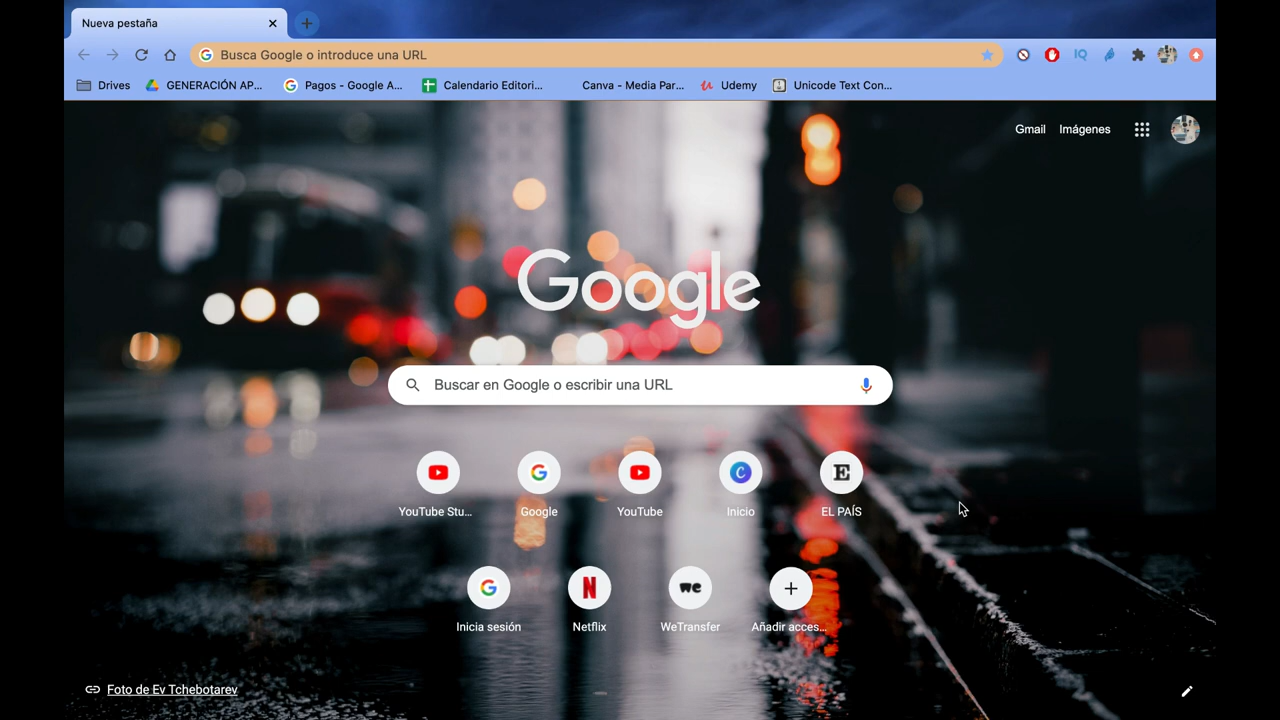 Nueva pestaña
Busca Google o introduce una URL
Drives
GENERACIÓN AP...
Pagos - Google A...
Calendario Editori...
Canva - Media Par...
Udemy
Unicode Text Con...
Gmail
Imágenes
Google
Buscar en Google o escribir una URL
YouTube Stu...
Google
YouTube
Inicio
EL PAÍS
Inicia sesión
Netflix
WeTransfer
Añadir acces...
Foto de Ev Tchebotarev